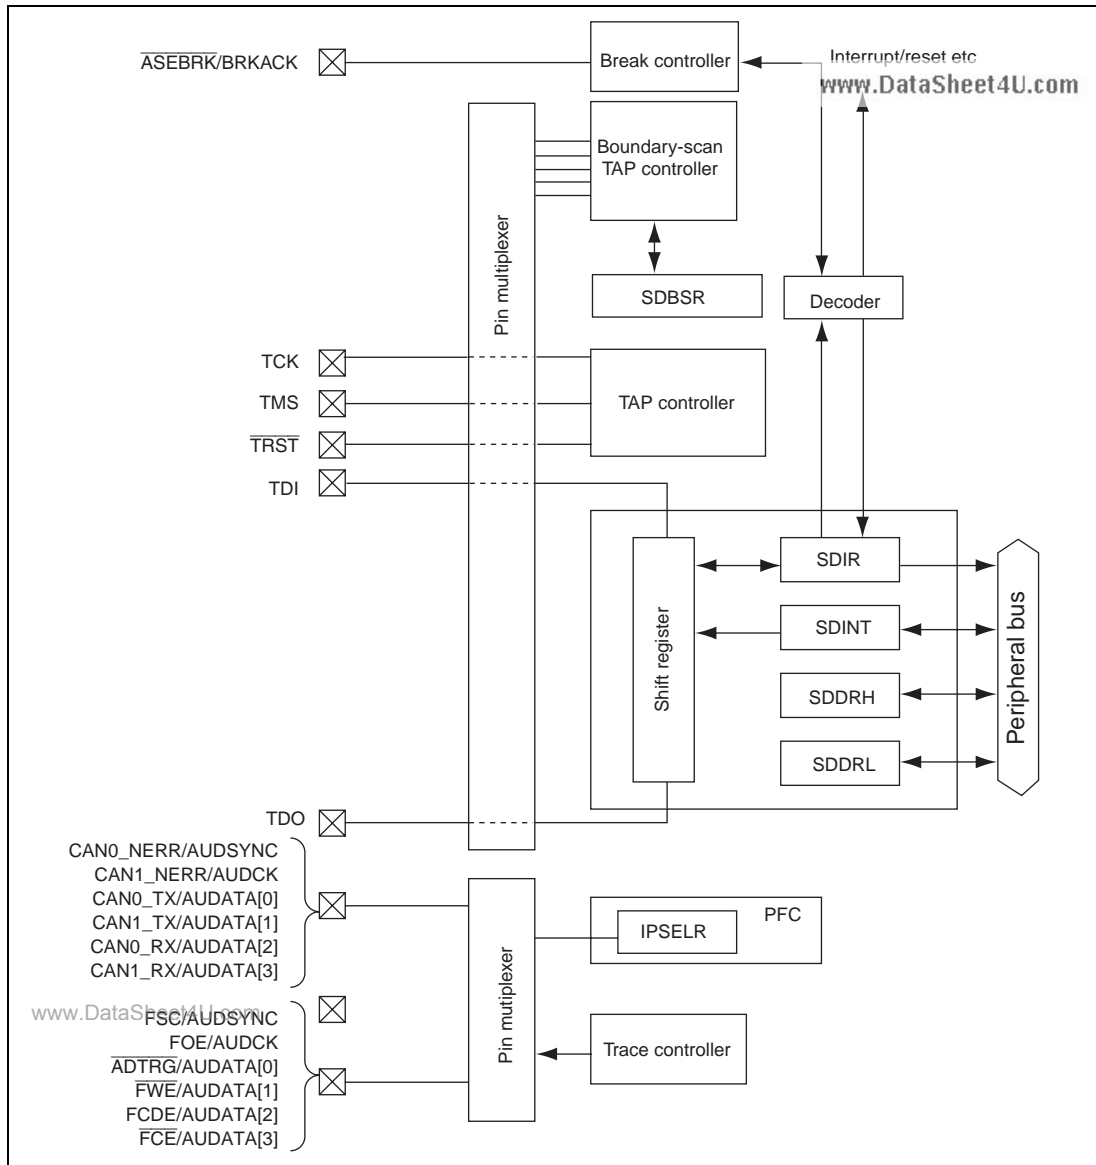 ASEBRK/BRKACK
Break controller
Interrupt/reset etc
www.DataSheet4U.com
Boundary-scan
TAP controller
Pin multiplexer
SDBSR
Decoder
TCK
TMS
TRST
TDI
TAP controller
SDIR
SDINT
SDDRH
SDDRL
Shift register
Peripheral bus
TDO
CAN0_NERR/AUDSYNC
CAN1_NERR/AUDCK
CAN0_TX/AUDATA[0]
CAN1_TX/AUDATA[1]
CAN0_RX/AUDATA[2]
CAN1_RX/AUDATA[3]
PFC
IPSELR
Pin mutiplexer
www.DataSheet4U.com
FSC/AUDSYNC
FOE/AUDCK
ADTRG/AUDATA[0]
FWE/AUDATA[1]
FCDE/AUDATA[2]
FCE/AUDATA[3]
Trace controller